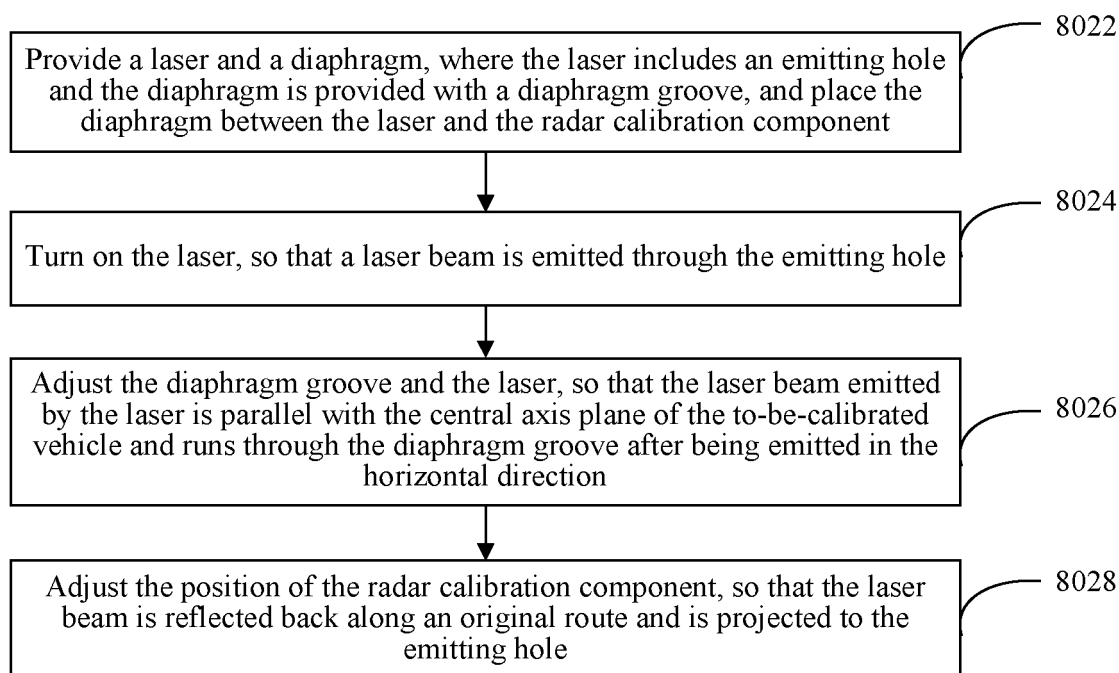 8022
Provide a laser and a diaphragm, where the laser includes an emitting hole
and the diaphragm is provided with a diaphragm groove, and place the
diaphragm between the laser and the radar calibration component
8024
Turn on the laser, so that a laser beam is emitted through the emitting hole
8026
Adjust the diaphragm groove and the laser, so that the laser beam emitted
by the laser is parallel with the central axis plane of the to-be-calibrated
vehicle and runs through the diaphragm groove after being emitted in the
horizontal direction
8028
Adjust the position of the radar calibration component, so that the laser
beam is reflected back along an original route and is projected to the
emitting hole